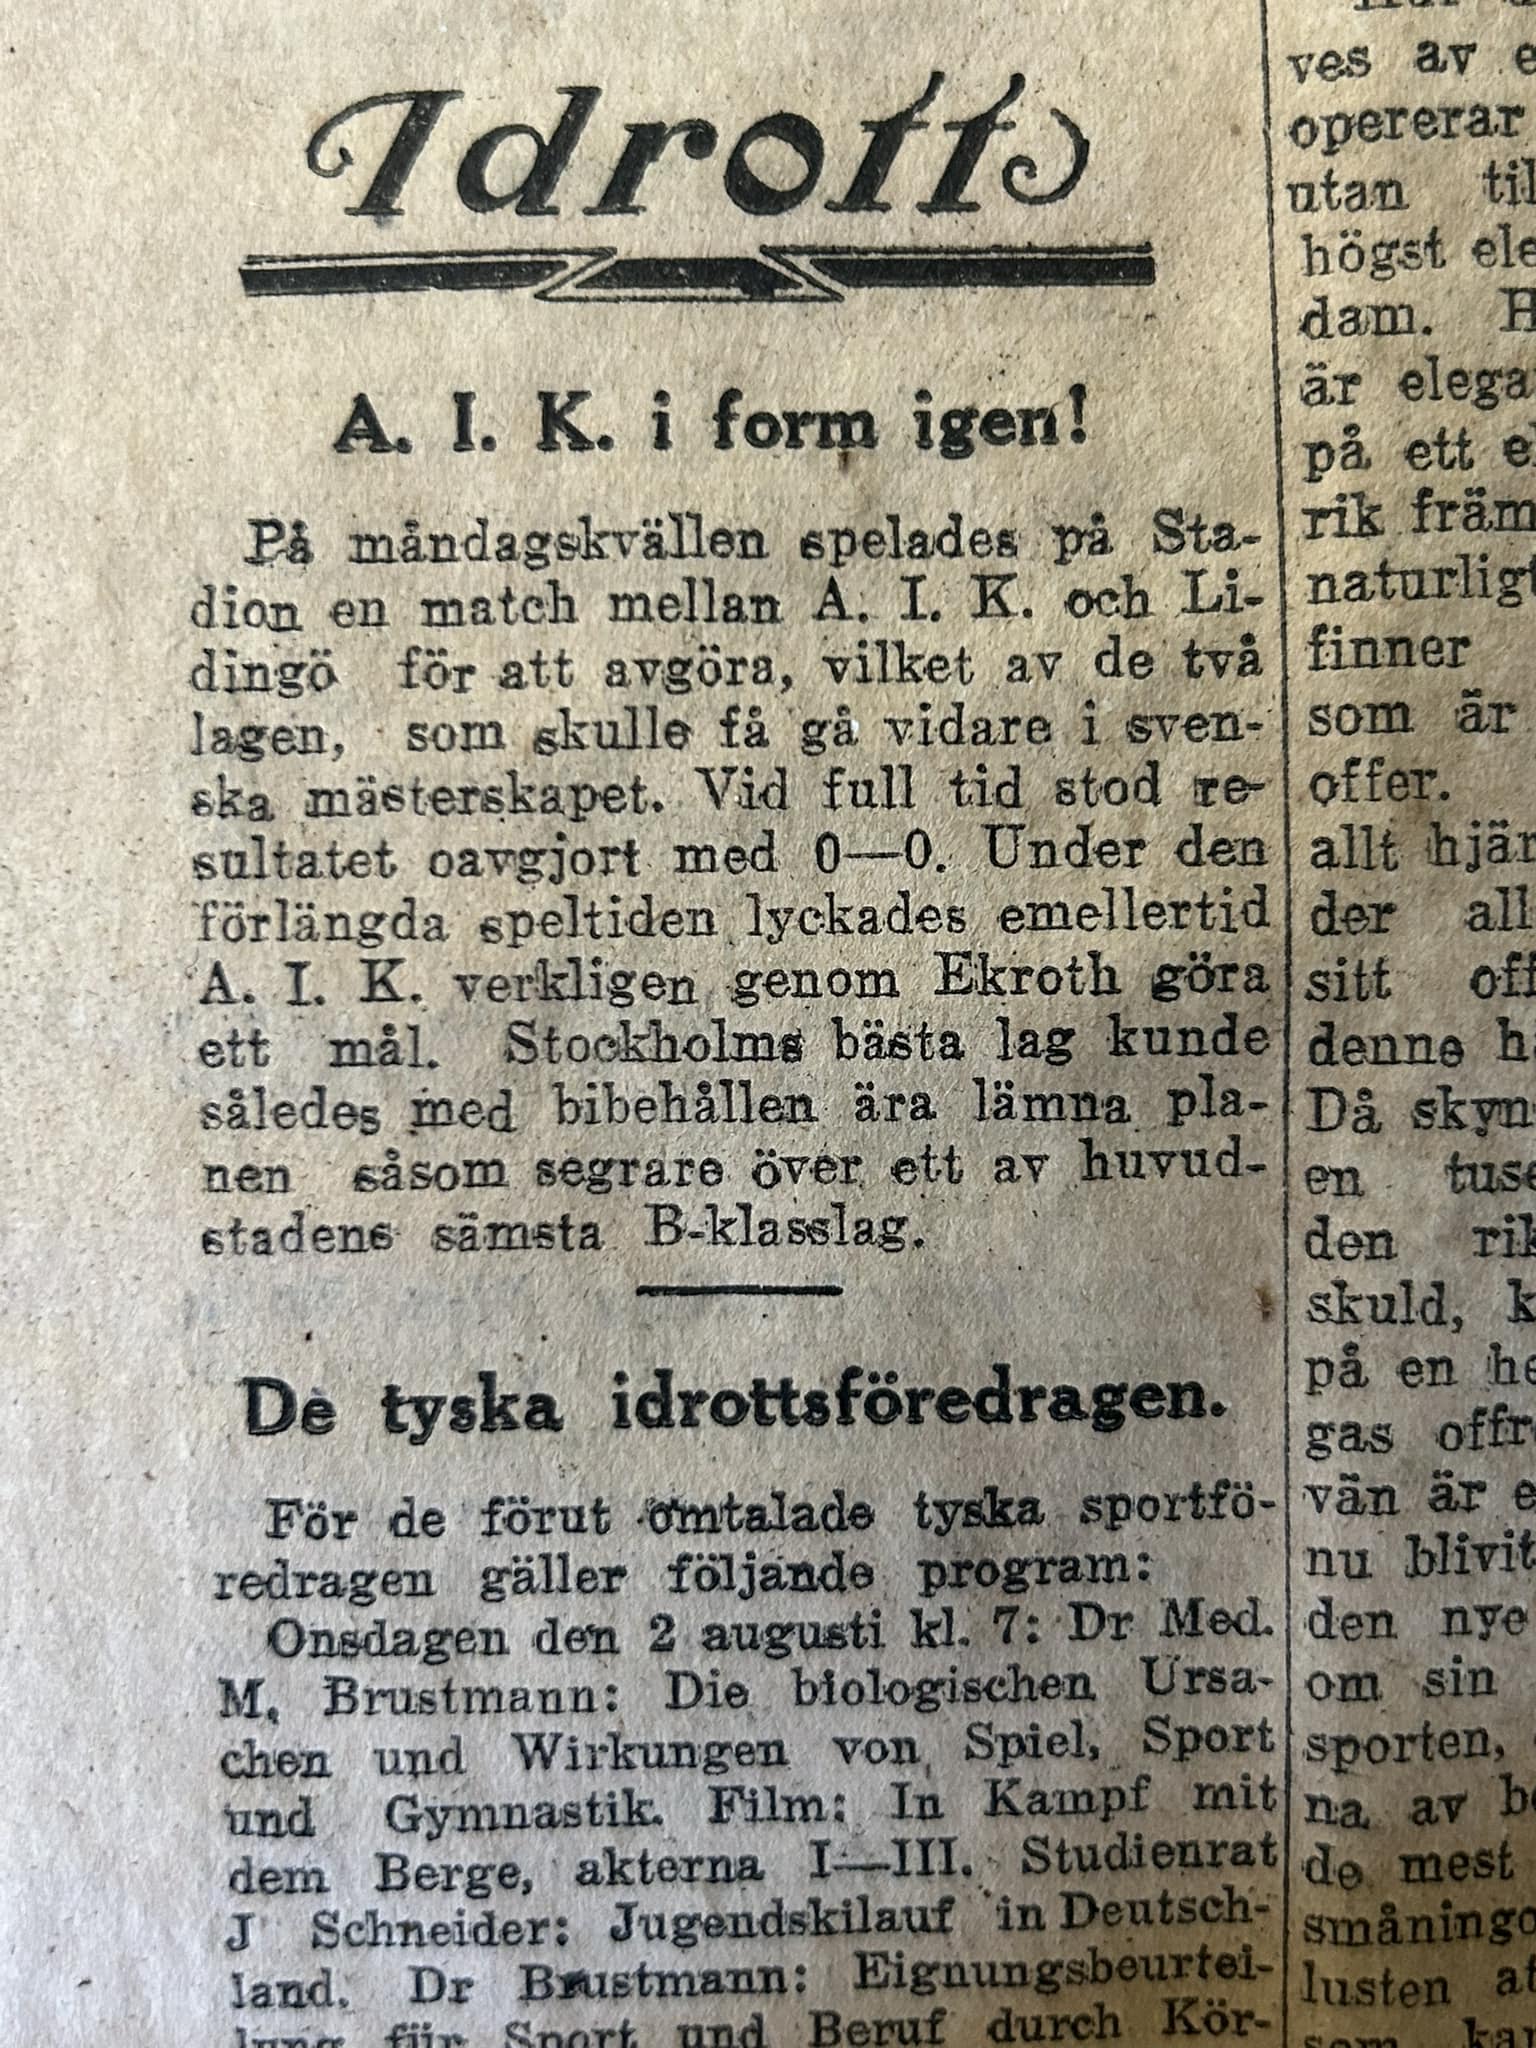 Idrott
A. I. K. i form igen!
På måndagskvällen spelades på Sta-
dion en match mellan A. I. K. och Li-
dingö för att avgöra, vilket av de två
lagen, som skulle få gå vidare i sven-
ska mästerskapet. Vid full tid stod re-
sultatet oavgjort med 0—0. Under den
förlängda speltiden lyckades emellertid
A. I. K. verkligen genom Ekroth göra
ett mål. Stockholms bästa lag kunde
således med bibehållen ära lämna pla-
nen såsom segrare över ett av huvud-
stadens sämsta B-klasslag.
De tyska idrottsföredragen.
För de förut omtalade tyska sportfö-
redragen gäller följande program:
Onsdagen den 2 augusti kl. 7: Dr Med.
M. Brustmann: Die biologischen Ursa-
chen und Wirkungen von Spiel, Sport
und Gymnastik. Film: In Kampf mit
dem Berge, akterna I—III. Studienrat
J Schneider: Jugendskilauf in Deutsch-
land. Dr Brustmann: Eignungsbeurtei-
lung für Sport und Beruf durch Kör-
ves av
opererar
utan
högst
dam.
är
på ett
rik
finner
som är
offer.
allt
der
sitt
denne
Då
en
den
skuld,
på en
gas
vän är
nu
den nye
om sin
sporten,
na av
de mest
lusten